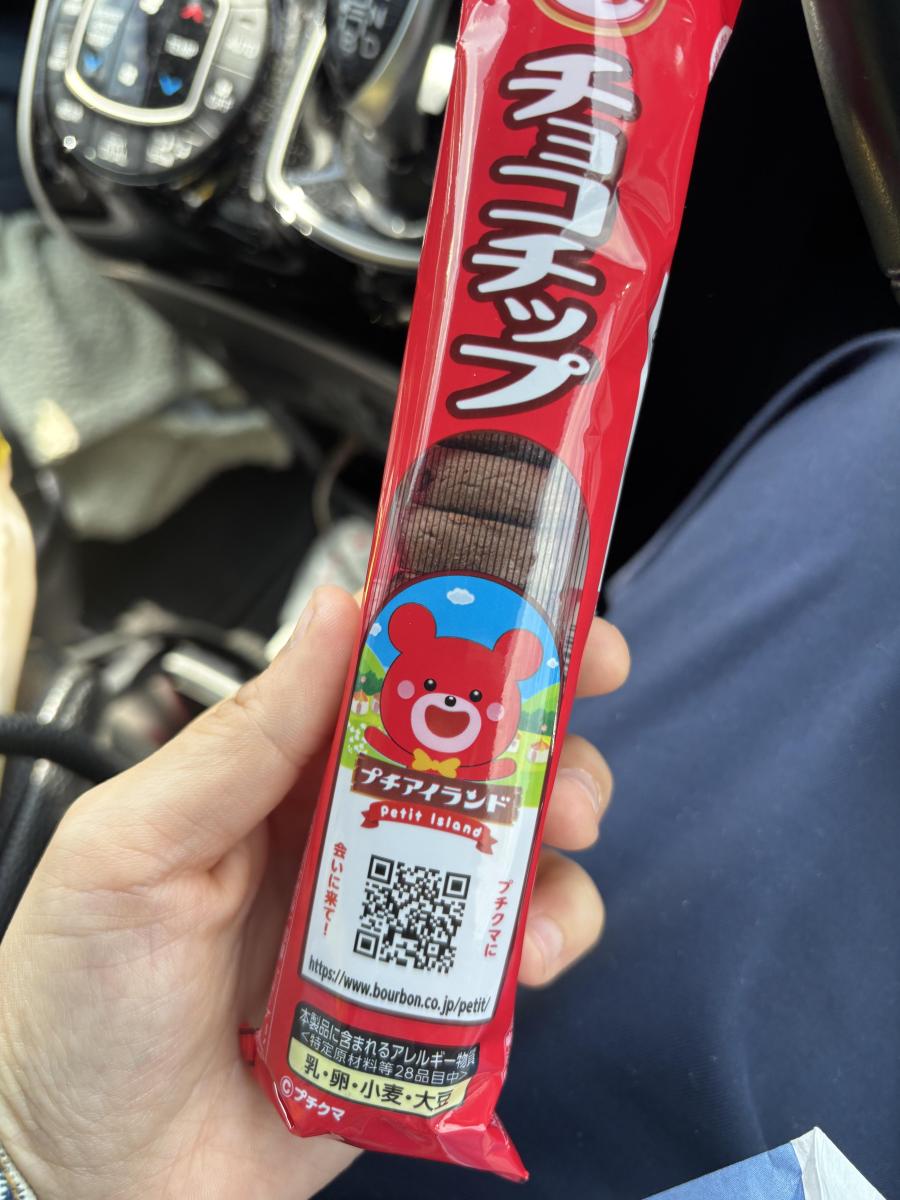 チョコチップ
プチアイランド
Petit Island
プチクマに
会いに来て!
https://www.bourbon.co.jp/petit/
本製品に含まれるアレルギー物質
<特定原材料等28品目中>
乳・卵・小麦・大豆
©プチクマ